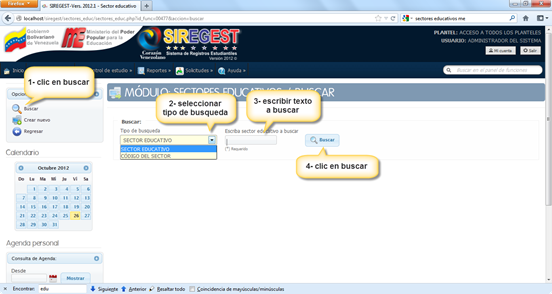 Firefox
SIREGEST-Vers. 2012.1 - Sector educativo
localhost/siregest/sectores_edu/sectores_edu.php?id_func=00477&accion=buscar
sectores educativos me
Gobierno Bolivariano de Venezuela
Ministerio del Poder Popular para la Educación
Corazón Venezolano
SIREGEST
Sistema de Registros Estudiantiles
Versión 2012
PLANTEL: ACCESO A TODOS LOS PLANTELES
USUARIO: ADMINISTRADOR DEL SISTEMA
Mi cuenta
Salir
Inicio
Control de estudio
Reportes
Solicitudes
Ayuda
Buscar en el panel de funciones
1- clic en buscar
Buscar
Crear nuevo
Regresar
MÓDULO: SECTORES EDUCATIVOS / BUSCAR
2- seleccionar tipo de busqueda
3- escribir texto a buscar
4- clic en buscar
Buscar:
Tipo de busqueda
Escriba sector educativo a buscar
SECTOR EDUCATIVO
SECTOR EDUCATIVO
CÓDIGO DEL SECTOR
(*) Requerido
Buscar
Calendario
Octubre 2012
Do Lu Ma Mi Ju Vi Sa
1 2 3 4 5 6
7 8 9 10 11 12 13
14 15 16 17 18 19 20
21 22 23 24 25 26 27
28 29 30 31
Agenda personal
Consulta de Agenda:
Desde
Mostrar
Encontrar: edu
Siguiente
Anterior
Resaltar todo
Coincidencia de mayúsculas/minúsculas